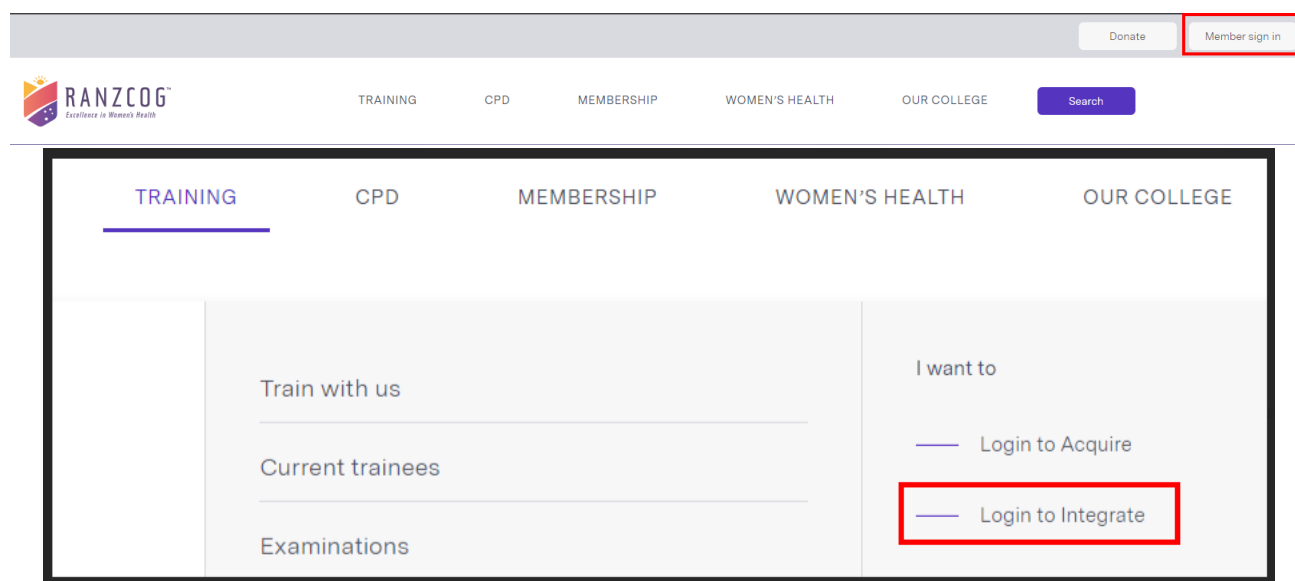 Donate Member sign in
RANZCOG™ TRAINING CPD MEMBERSHIP WOMEN'S HEALTH OUR COLLEGE Search
Excellence in Women's Health
TRAINING CPD MEMBERSHIP WOMEN'S HEALTH OUR COLLEGE
I want to
Train with us
Login to Acquire
Current trainees
Login to Integrate
Examinations